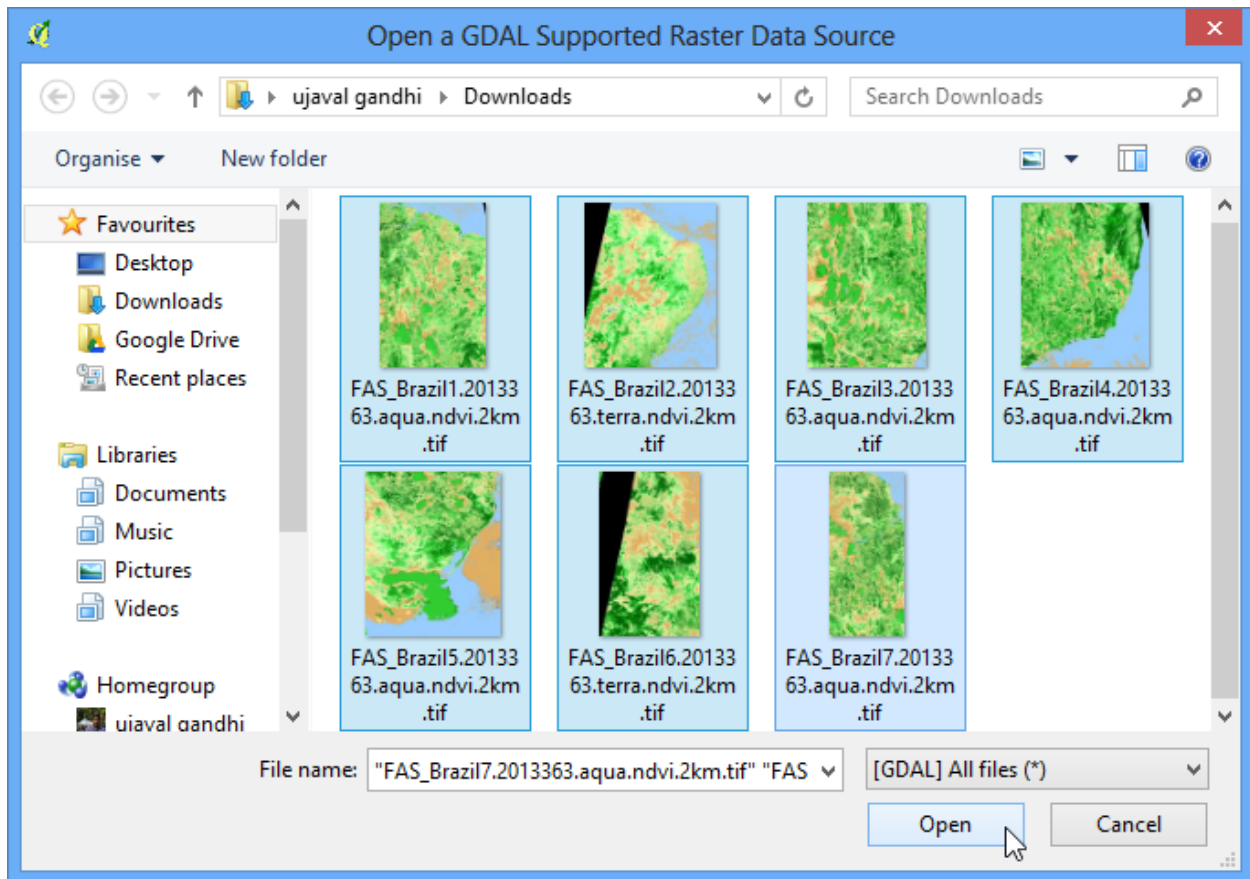 Open a GDAL Supported Raster Data Source
ujaval gandhi Downloads
Search Downloads
Organise
New folder
Favourites
Desktop
Downloads
Google Drive
Recent places
Libraries
Documents
Music
Pictures
Videos
Homegroup
ujaval gandhi
FAS_Brazil1.20133
63.aqua.ndvi.2km
.tif
FAS_Brazil2.20133
63.terra.ndvi.2km
.tif
FAS_Brazil3.20133
63.aqua.ndvi.2km
.tif
FAS_Brazil4.20133
63.aqua.ndvi.2km
.tif
FAS_Brazil5.20133
63.aqua.ndvi.2km
.tif
FAS_Brazil6.20133
63.terra.ndvi.2km
.tif
FAS_Brazil7.20133
63.aqua.ndvi.2km
.tif
File name: "FAS_Brazil7.2013363.aqua.ndvi.2km.tif" "FAS
[GDAL] All files (*)
Open
Cancel